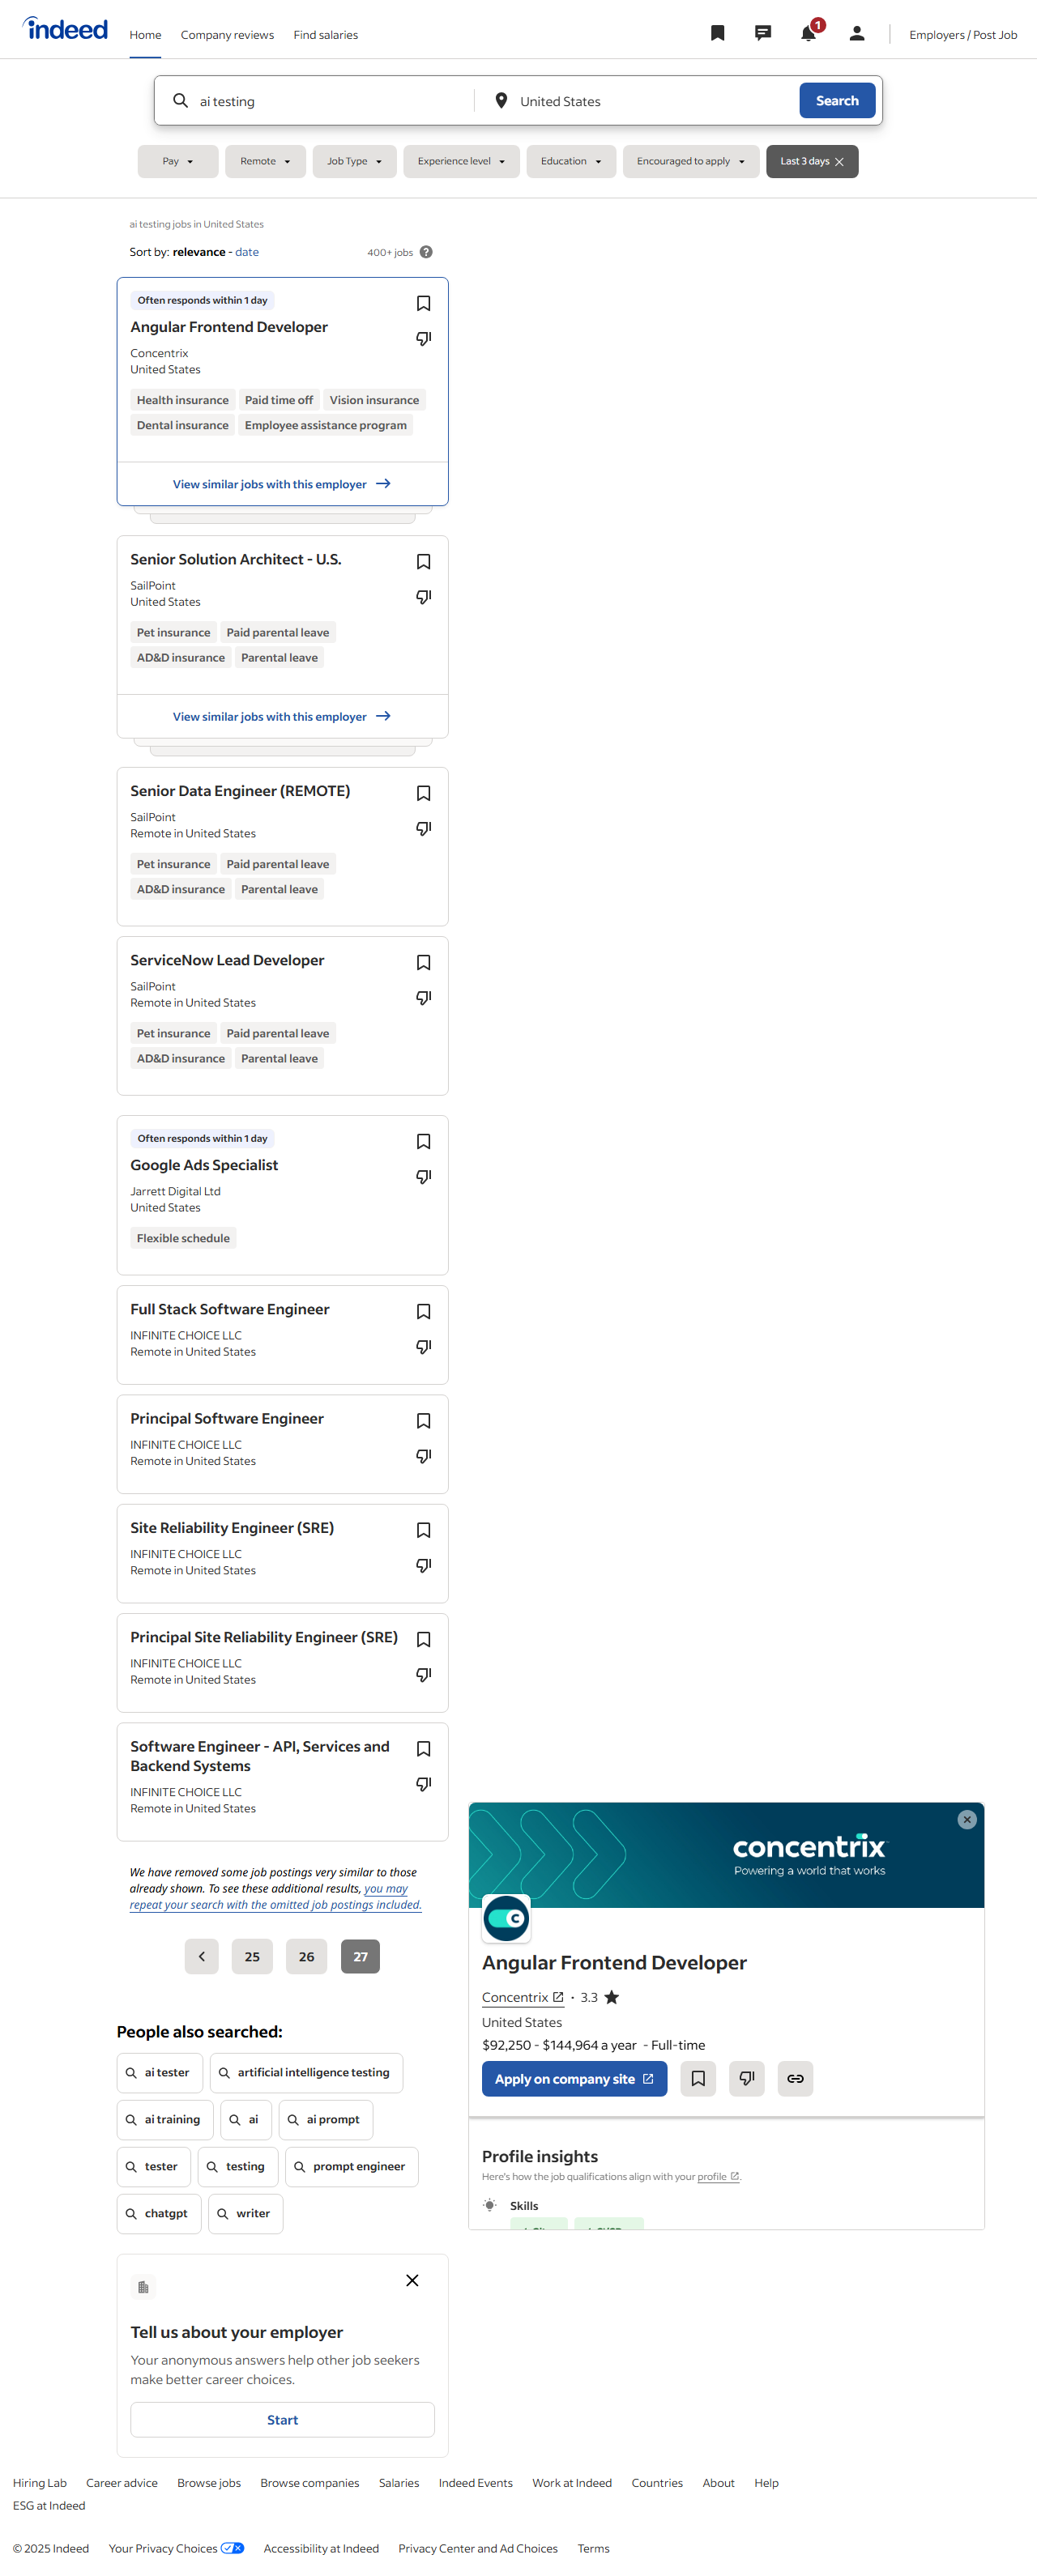 indeed
Home Company reviews Find salaries
1
Employers / Post Job
ai testing United States Search
Pay Remote Job Type Experience level Education Encouraged to apply Last 3 days
ai testing jobs in United States
Sort by: relevance - date 400+ jobs
Often responds within 1 day
Angular Frontend Developer
Concentrix
United States
Health insurance Paid time off Vision insurance
Dental insurance Employee assistance program
View similar jobs with this employer
Senior Solution Architect - U.S.
SailPoint
United States
Pet insurance Paid parental leave
AD&D insurance Parental leave
View similar jobs with this employer
Senior Data Engineer (REMOTE)
SailPoint
Remote in United States
Pet insurance Paid parental leave
AD&D insurance Parental leave
ServiceNow Lead Developer
SailPoint
Remote in United States
Pet insurance Paid parental leave
AD&D insurance Parental leave
Often responds within 1 day
Google Ads Specialist
Jarrett Digital Ltd
United States
Flexible schedule
Full Stack Software Engineer
INFINITE CHOICE LLC
Remote in United States
Principal Software Engineer
INFINITE CHOICE LLC
Remote in United States
Site Reliability Engineer (SRE)
INFINITE CHOICE LLC
Remote in United States
Principal Site Reliability Engineer (SRE)
INFINITE CHOICE LLC
Remote in United States
Software Engineer - API, Services and
Backend Systems
INFINITE CHOICE LLC
Remote in United States
We have removed some job postings very similar to those
already shown. To see these additional results, you may
repeat your search with the omitted job postings included.
25 26 27
People also searched:
ai tester artificial intelligence testing
ai training ai ai prompt
tester testing prompt engineer
chatgpt writer
Tell us about your employer
Your anonymous answers help other job seekers
make better career choices.
Start
concentrix
Powering a world that works
Angular Frontend Developer
Concentrix · 3.3
United States
$92,250 - $144,964 a year - Full-time
Apply on company site
Profile insights
Here's how the job qualifications align with your profile.
Skills
Hiring Lab Career advice Browse jobs Browse companies Salaries Indeed Events Work at Indeed Countries About Help
ESG at Indeed
© 2025 Indeed Your Privacy Choices Accessibility at Indeed Privacy Center and Ad Choices Terms